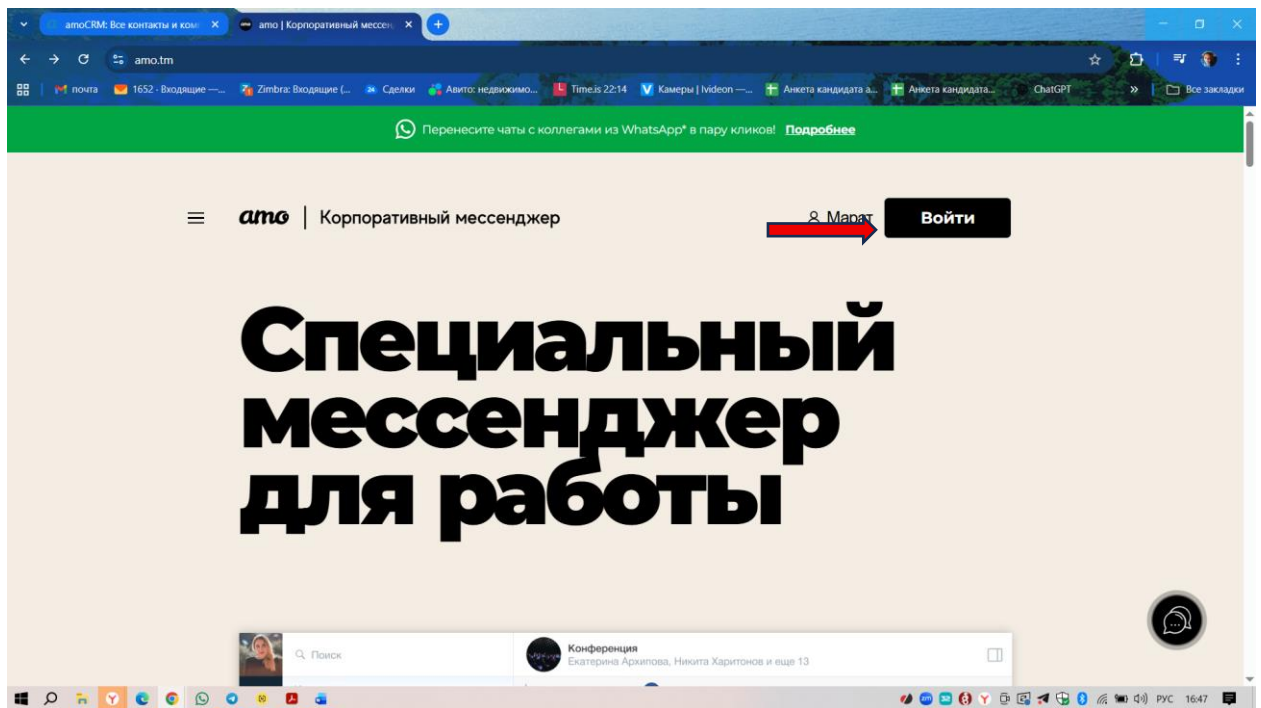 amoCRM: Все контакты и ком
amo | Корпоративный мессен
amo.tm
почта
1652 - Входящие —...
Zimbra: Входящие (...
Сделки
Авито: недвижимо...
Time.is 22:14
Камеры | Ivideon —...
Анкета кандидата а...
Анкета кандидата...
ChatGPT
»
Все закладки
Перенесите чаты с коллегами из WhatsApp* в пару кликов! Подробнее
amo | Корпоративный мессенджер
Марат
Войти
Специальный
мессенджер
для работы
Поиск
Конференция
Екатерина Архипова, Никита Харитонов и еще 13
РУС 16:47